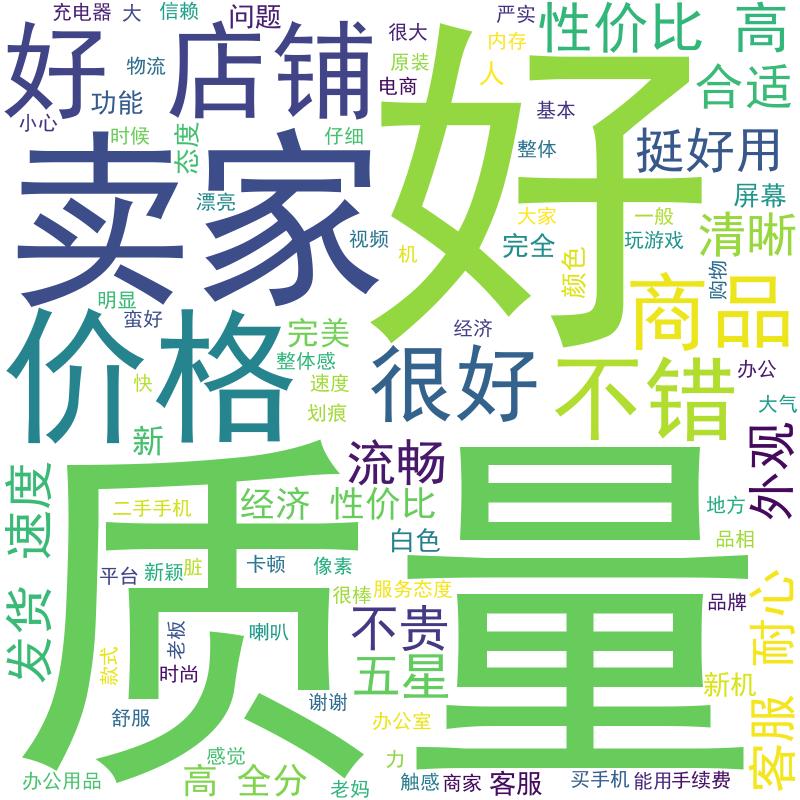 充电器 大 信赖
问题
很大
严实
内存
性价比 高
好 店铺
物流
功能
小心
时候
态度
仔细
原装
电商
人
基本
整体
好
合适
挺好用
卖家
漂亮
视频
机
大家
一般
屏幕
完全
玩游戏
清晰
颜色
购物
明显
蛮好
价格
完美
整体感
快
速度
划痕
经济
商品
很好
不错
办公
大气
新
流畅
外观
发货 速度
质量
二手手机
经济 性价比
白色
地方
品相
平台
新颖
脏
卡顿
像素
很棒
服务态度
品牌
款式
老板
时尚
喇叭
不贵
五星
新机
客服 耐心
舒服
谢谢
办公室
感觉
力
办公用品
高 全分
老妈
触感
商家
客服
买手机
能用
手续费